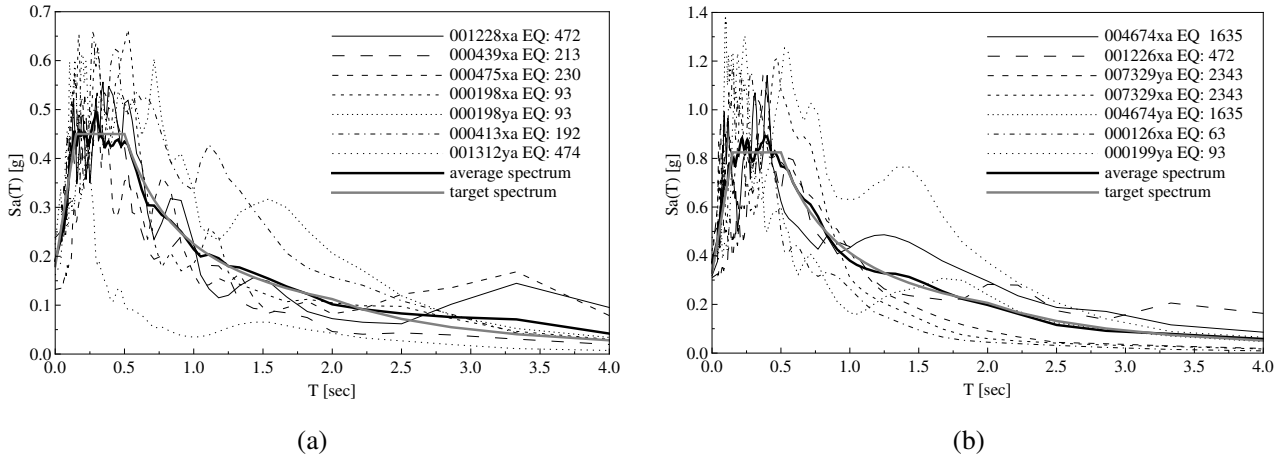 0.7
0.6
0.5
0.4
0.3
0.2
0.1
0.0
Sa(T) [g]
0.0 0.5 1.0 1.5 2.0 2.5 3.0 3.5 4.0
T [sec]
001228xa EQ: 472
000439xa EQ: 213
000475xa EQ: 230
000198xa EQ: 93
000198ya EQ: 93
000413xa EQ: 192
001312ya EQ: 474
average spectrum
target spectrum
(a)
1.4
1.2
1.0
0.8
0.6
0.4
0.2
0.0
Sa(T) [g]
0.0 0.5 1.0 1.5 2.0 2.5 3.0 3.5 4.0
T [sec]
004674xa EQ 1635
001226xa EQ: 472
007329ya EQ: 2343
007329xa EQ: 2343
004674ya EQ: 1635
000126xa EQ: 63
000199ya EQ: 93
average spectrum
target spectrum
(b)